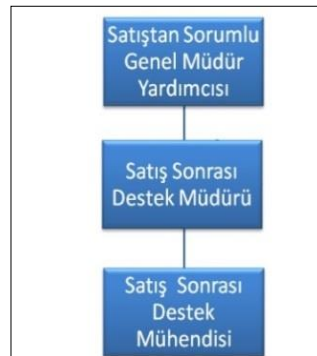 Satıştan Sorumlu
Genel Müdür
Yardımcısı
Satış Sonrası
Destek Müdürü
Satış Sonrası
Destek
Mühendisi